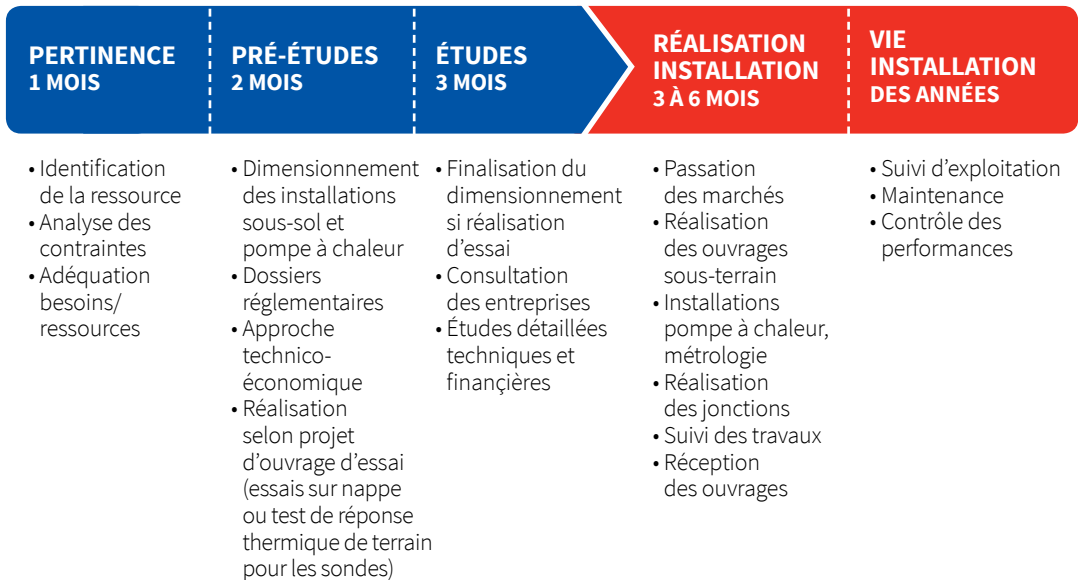 PERTINENCE
1 MOIS
PRÉ-ÉTUDES
2 MOIS
ÉTUDES
3 MOIS
RÉALISATION
INSTALLATION
3 À 6 MOIS
VIE
INSTALLATION
DES ANNÉES
• Identification
de la ressource
• Analyse des
contraintes
• Adéquation
besoins/
ressources
• Dimensionnement
des installations
sous-sol et
pompe à chaleur
• Dossiers
réglementaires
• Approche
technico-
économique
• Réalisation
selon projet
d'ouvrage d'essai
(essais sur nappe
ou test de réponse
thermique de terrain
pour les sondes)
• Finalisation du
dimensionnement
si réalisation
d'essai
• Consultation
des entreprises
• Études détaillées
techniques et
finançières
• Passation
des marchés
• Réalisation
des ouvrages
sous-terrain
• Installations
pompe à chaleur,
métrologie
• Réalisation
des jonctions
• Suivi des travaux
• Réception
des ouvrages
• Suivi d'exploitation
• Maintenance
• Contrôle des
performances